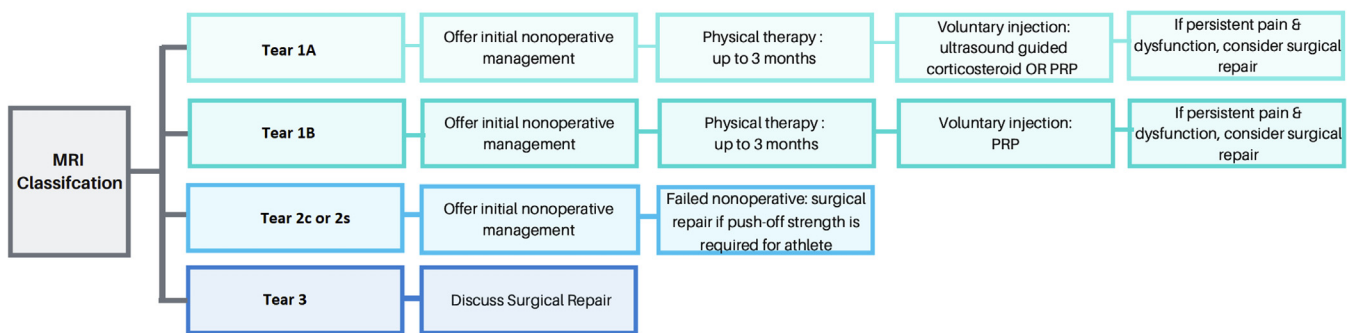 MRI
Classifcation
Tear 1A
Offer initial nonoperative
management
Physical therapy :
up to 3 months
Voluntary injection:
ultrasound guided
corticosteroid OR PRP
If persistent pain &
dysfunction, consider surgical
repair
Tear 1B
Offer initial nonoperative
management
Physical therapy :
up to 3 months
Voluntary injection:
PRP
If persistent pain &
dysfunction, consider surgical
repair
Tear 2c or 2s
Offer initial nonoperative
management
Failed nonoperative: surgical
repair if push-off strength is
required for athlete
Tear 3
Discuss Surgical Repair